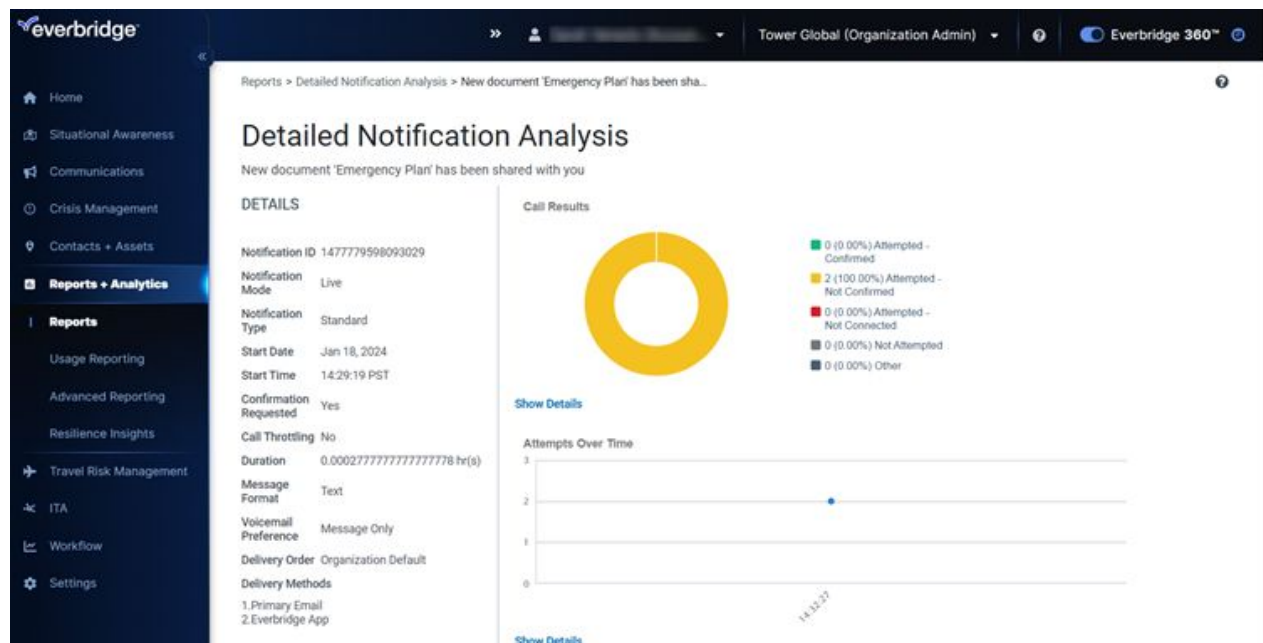 everbridge
»
Tower Global (Organization Admin)
Everbridge 360™
«
Home
Situational Awareness
Communications
Crisis Management
Contacts + Assets
Reports + Analytics
Reports
Usage Reporting
Advanced Reporting
Resilience Insights
Travel Risk Management
ITA
Workflow
Settings
Reports > Detailed Notification Analysis > New document 'Emergency Plan' has been sha...
Detailed Notification Analysis
New document 'Emergency Plan' has been shared with you
DETAILS
Notification ID 1477779598093029
Notification
Mode
Live
Notification
Type
Standard
Start Date Jan 18, 2024
Start Time 14:29:19 PST
Confirmation
Requested
Yes
Call Throttling No
Duration 0.0002777777777777778 hr(s)
Message
Format
Text
Voicemail
Preference
Message Only
Delivery Order Organization Default
Delivery Methods
1.Primary Email
2.Everbridge App
Call Results
0 (0.00%) Attempted -
Confirmed
2 (100.00%) Attempted -
Not Confirmed
0 (0.00%) Attempted -
Not Connected
0 (0.00%) Not Attempted
0 (0.00%) Other
Show Details
Attempts Over Time
3
2
1
0
14:32:27
Show Details